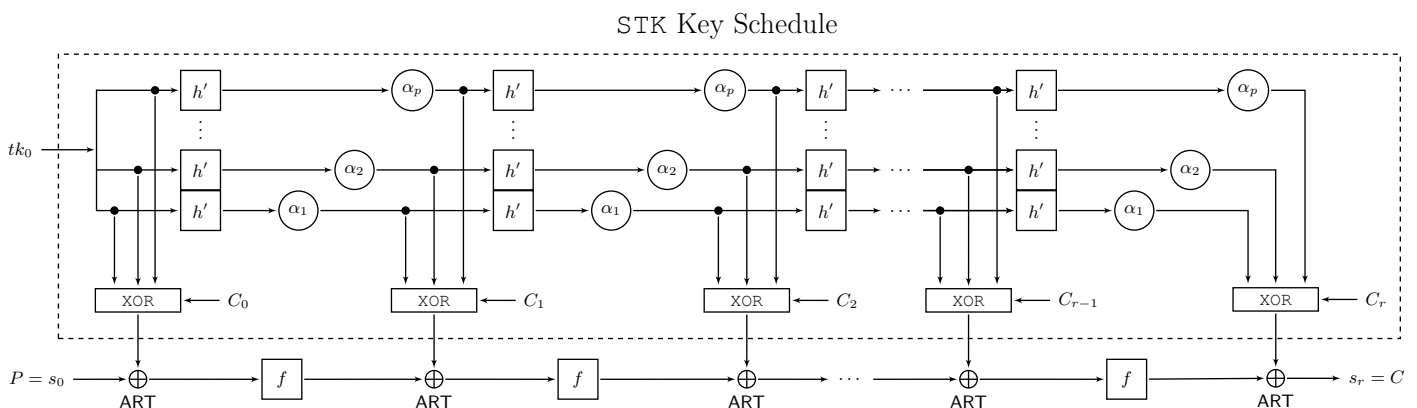 STK Key Schedule
h′ α_p h′ α_p h′ ⋯ h′ α_p
⋮ ⋮ ⋮ ⋮
tk_0
h′ α_2 h′ α_2 h′ ⋯ h′ α_2
h′ α_1 h′ α_1 h′ ⋯ h′ α_1
XOR C_0 XOR C_1 XOR C_2 XOR C_{r−1} XOR C_r
P = s_0 f f ⋯ f s_r = C
ART ART ART ART ART